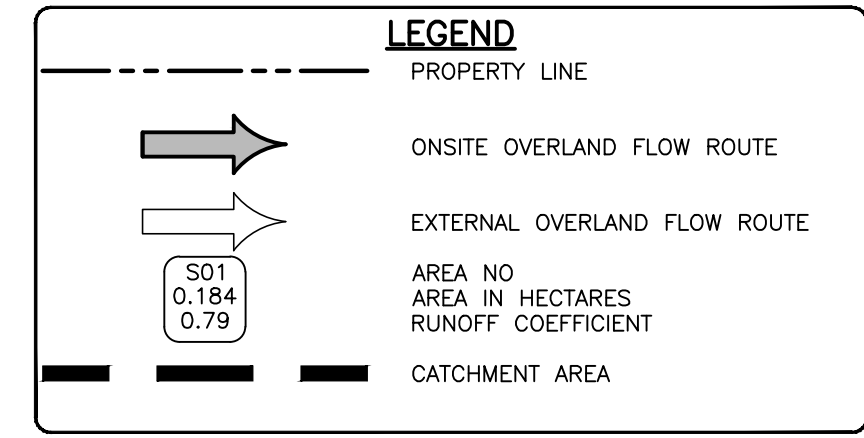 LEGEND
PROPERTY LINE
ONSITE OVERLAND FLOW ROUTE
EXTERNAL OVERLAND FLOW ROUTE
S01
0.184
0.79
AREA NO
AREA IN HECTARES
RUNOFF COEFFICIENT
CATCHMENT AREA